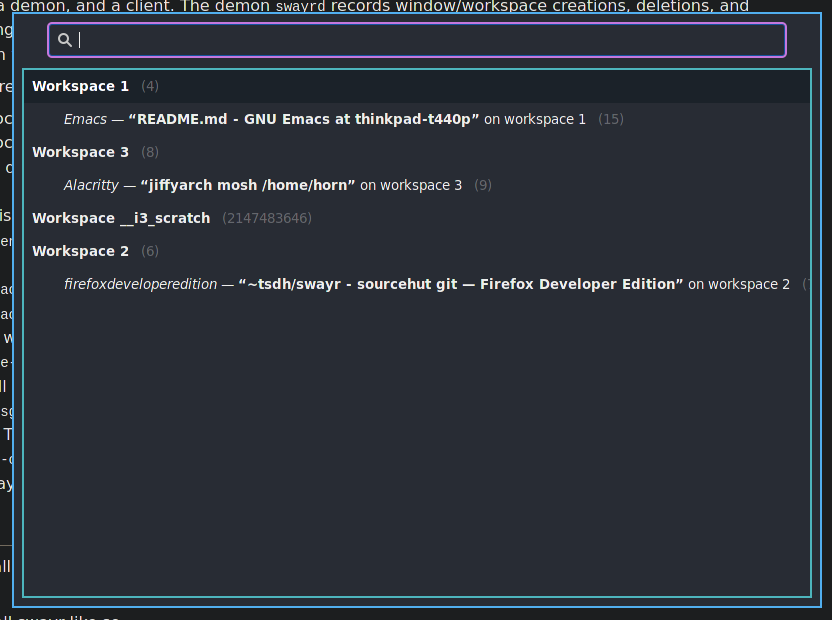 a demon, and a client. The demon swayrd records window/workspace creations, deletions, and
Workspace 1 (4)
Emacs — “README.md - GNU Emacs at thinkpad-t440p” on workspace 1 (15)
Workspace 3 (8)
Alacritty — “jiffyarch mosh /home/horn” on workspace 3 (9)
Workspace __i3_scratch (2147483646)
Workspace 2 (6)
firefoxdeveloperedition — “~tsdh/swayr - sourcehut git — Firefox Developer Edition” on workspace 2